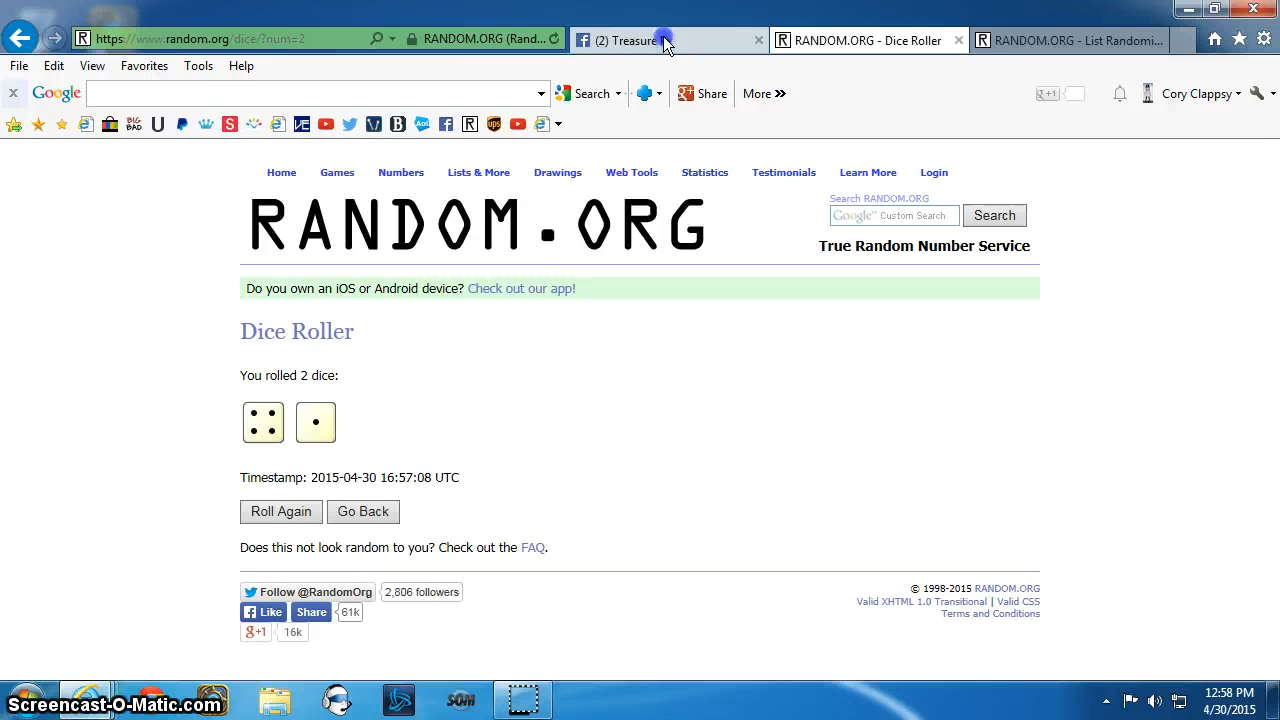 https://www.random.org/dice/?num=2
RANDOM.ORG (Rand...
(2) Treasure
RANDOM.ORG - Dice Roller
RANDOM.ORG - List Randomi...
File Edit View Favorites Tools Help
Google
Search
Share
More »
g+1
Cory Clappsy
BIG BAD
Home Games Numbers Lists & More Drawings Web Tools Statistics Testimonials Learn More Login
RANDOM.ORG
Search RANDOM.ORG
Google™ Custom Search
Search
True Random Number Service
Do you own an iOS or Android device? Check out our app!
Dice Roller
You rolled 2 dice:
Timestamp: 2015-04-30 16:57:08 UTC
Roll Again
Go Back
Does this not look random to you? Check out the FAQ.
Follow @RandomOrg
2,806 followers
Like
Share
61k
g+1
16k
© 1998-2015 RANDOM.ORG
Valid XHTML 1.0 Transitional | Valid CSS
Terms and Conditions
SOM
Screencast-O-Matic.com
12:58 PM
4/30/2015